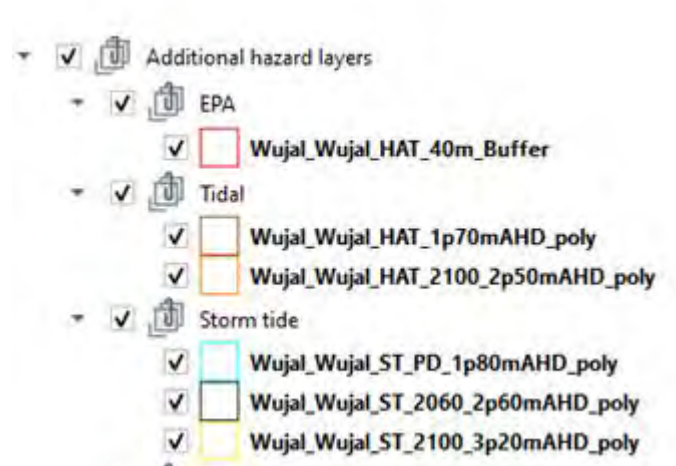 Additional hazard layers
EPA
Wujal_Wujal_HAT_40m_Buffer
Tidal
Wujal_Wujal_HAT_1p70mAHD_poly
Wujal_Wujal_HAT_2100_2p50mAHD_poly
Storm tide
Wujal_Wujal_ST_PD_1p80mAHD_poly
Wujal_Wujal_ST_2060_2p60mAHD_poly
Wujal_Wujal_ST_2100_3p20mAHD_poly